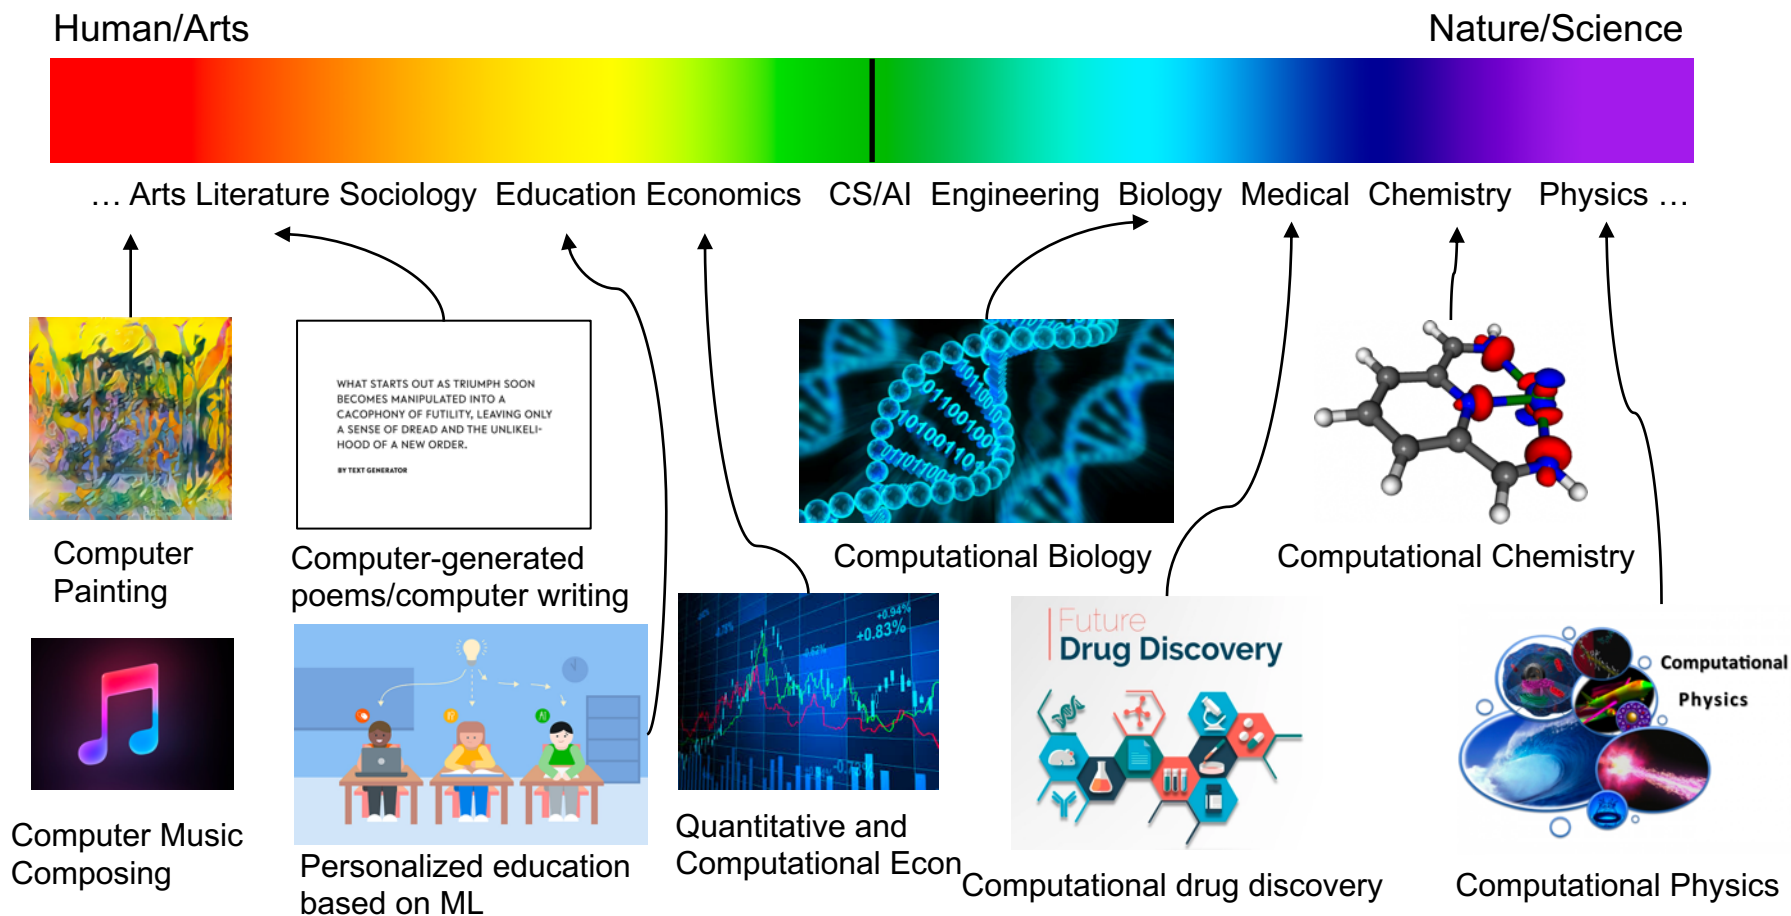 Human/Arts
Nature/Science
… Arts Literature Sociology Education Economics CS/AI Engineering Biology Medical Chemistry Physics …
WHAT STARTS OUT AS TRIUMPH SOON
BECOMES MANIPULATED INTO A
CACOPHONY OF FUTILITY, LEAVING ONLY
A SENSE OF DREAD AND THE UNLIKELI-
HOOD OF A NEW ORDER.
BY TEXT GENERATOR
1011001
011001001
1010011101
Computer
Painting
Computer-generated
poems/computer writing
Computational Biology
Computational Chemistry
+0.94%
+0.83%
Future
Drug Discovery
Computational
Physics
Computer Music
Composing
Personalized education
based on ML
Quantitative and
Computational Econ
Computational drug discovery
Computational Physics